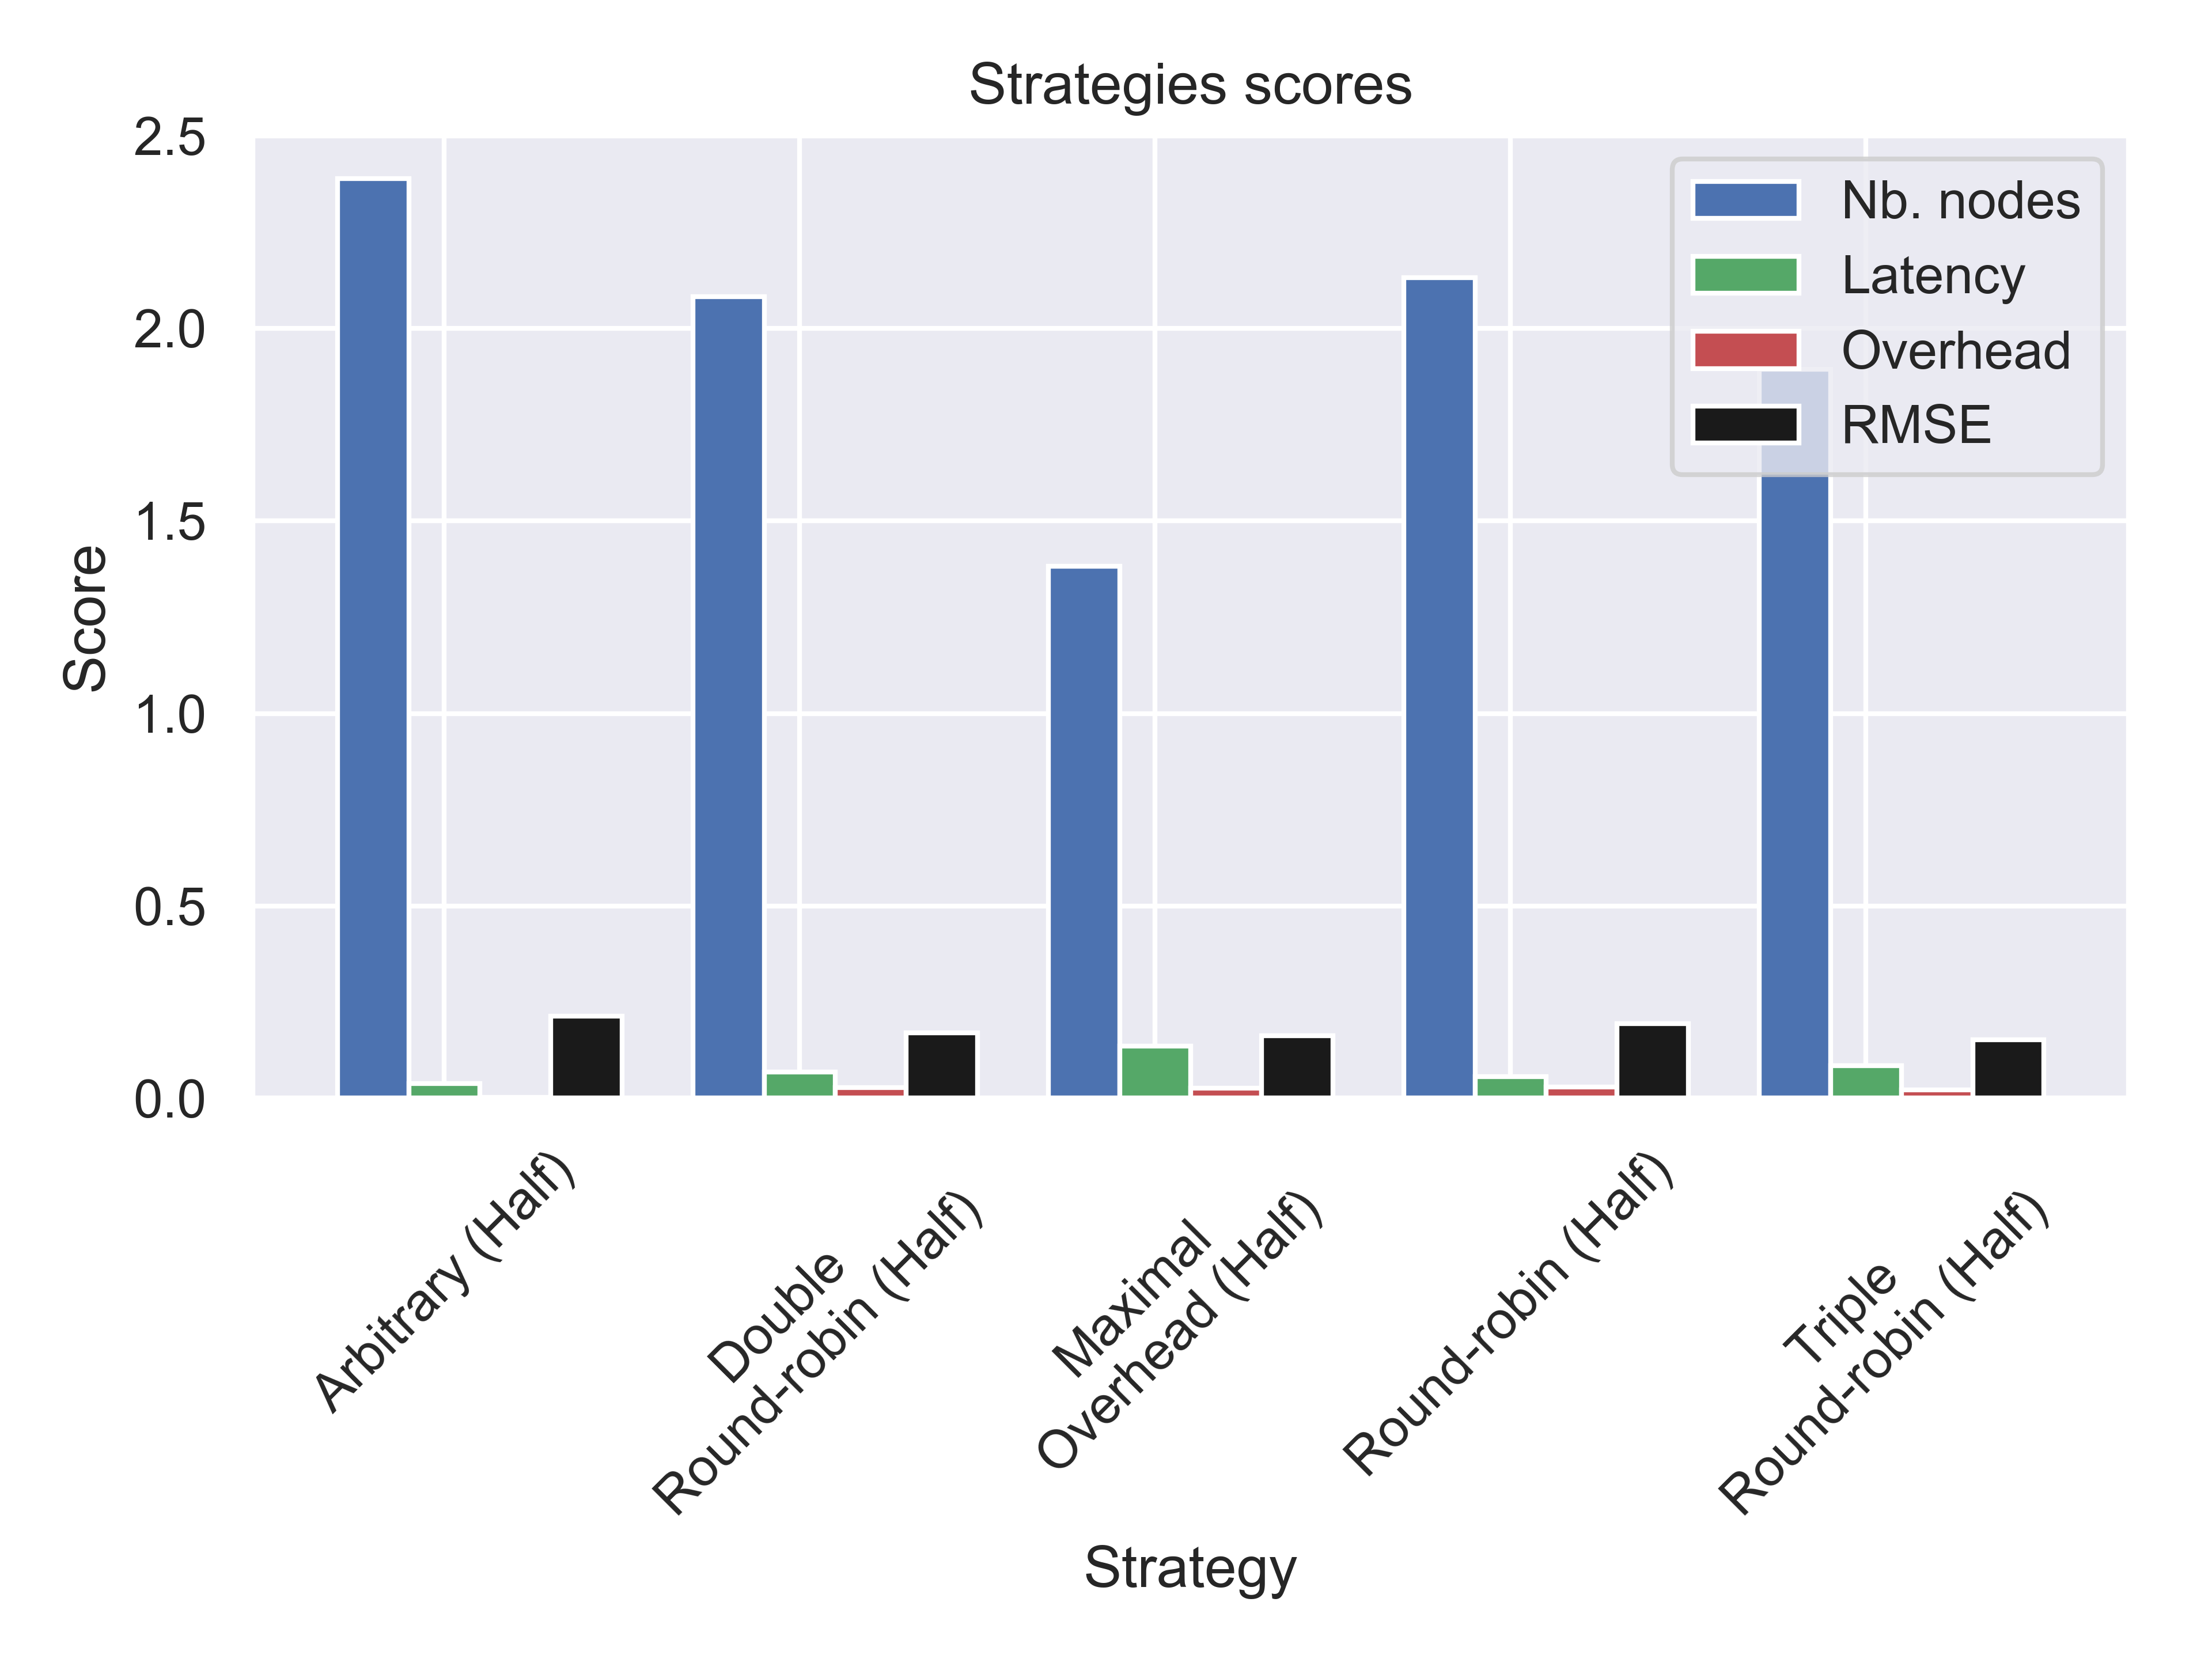 Strategies scores
2.5
2.0
1.5
1.0
0.5
0.0
Score
Nb. nodes
Latency
Overhead
RMSE
Arbitrary (Half)
Double
Round-robin (Half)
Maximal
Overhead (Half)
Round-robin (Half)
Triple
Round-robin (Half)
Strategy